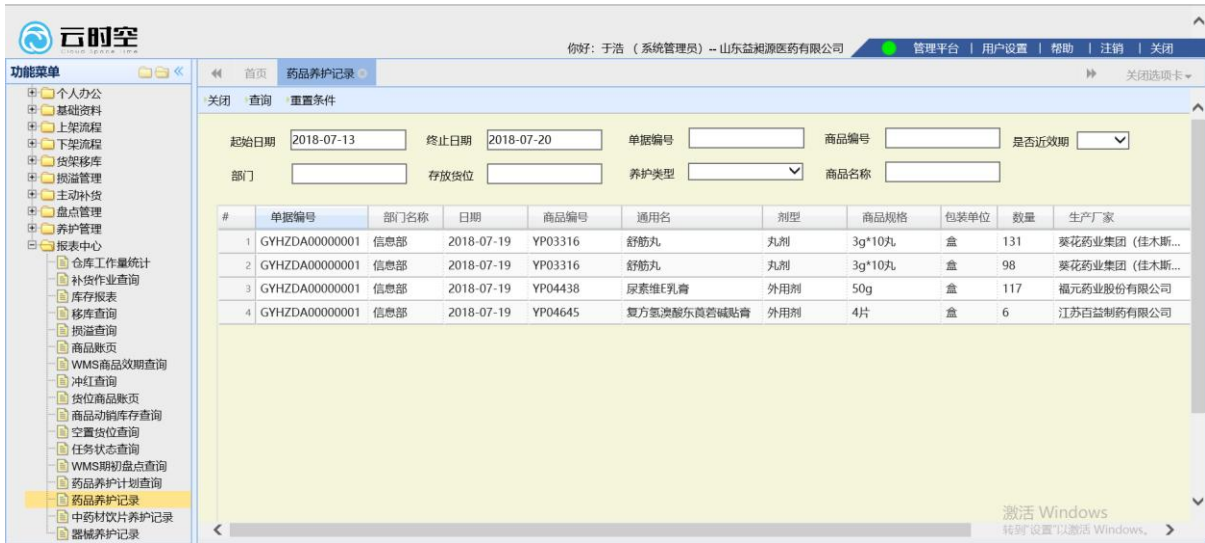 云时空
Cloud Space Time
你好：于浩 （系统管理员）-- 山东益昶源医药有限公司
管理平台 | 用户设置 | 帮助 | 注销 | 关闭
功能菜单
首页 药品养护记录
关闭选项卡
个人办公
基础资料
上架流程
下架流程
货架移库
损溢管理
主动补货
盘点管理
养护管理
报表中心
仓库工作量统计
补货作业查询
库存报表
移库查询
损溢查询
商品账页
WMS商品效期查询
冲红查询
货位商品账页
商品动销库存查询
空置货位查询
任务状态查询
WMS期初盘点查询
药品养护计划查询
药品养护记录
中药材饮片养护记录
器械养护记录
关闭 查询 重置条件
起始日期 2018-07-13 终止日期 2018-07-20 单据编号 商品编号 是否近效期
部门 存放货位 养护类型 商品名称
# 单据编号 部门名称 日期 商品编号 通用名 剂型 商品规格 包装单位 数量 生产厂家
1 GYHZDA00000001 信息部 2018-07-19 YP03316 舒筋丸 丸剂 3g*10丸 盒 131 葵花药业集团（佳木斯...
2 GYHZDA00000001 信息部 2018-07-19 YP03316 舒筋丸 丸剂 3g*10丸 盒 98 葵花药业集团（佳木斯...
3 GYHZDA00000001 信息部 2018-07-19 YP04438 尿素维E乳膏 外用剂 50g 盒 117 福元药业股份有限公司
4 GYHZDA00000001 信息部 2018-07-19 YP04645 复方氢溴酸东莨菪碱贴膏 外用剂 4片 盒 6 江苏百益制药有限公司
激活 Windows
转到"设置"以激活 Windows。